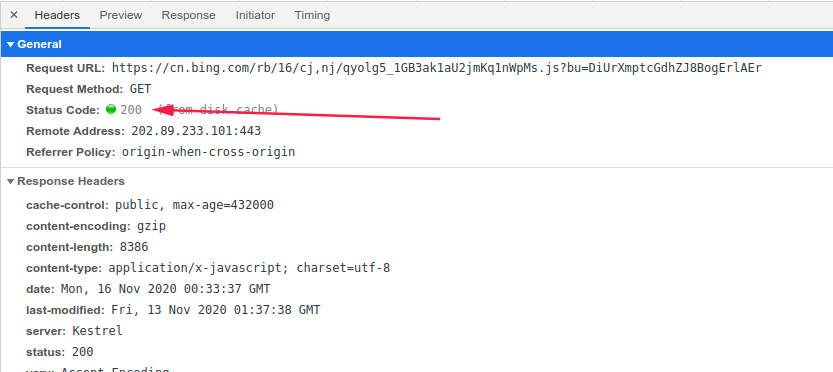 × Headers Preview Response Initiator Timing
▼General
Request URL: https://cn.bing.com/rb/16/cj,nj/qyolg5_1GB3ak1aU2jmKq1nWpMs.js?bu=DiUrXmptcGdhZJ8BogErlAEr
Request Method: GET
Status Code: 200 (from disk cache)
Remote Address: 202.89.233.101:443
Referrer Policy: origin-when-cross-origin
▼Response Headers
cache-control: public, max-age=432000
content-encoding: gzip
content-length: 8386
content-type: application/x-javascript; charset=utf-8
date: Mon, 16 Nov 2020 00:33:37 GMT
last-modified: Fri, 13 Nov 2020 01:37:38 GMT
server: Kestrel
status: 200
vary: Accept-Encoding